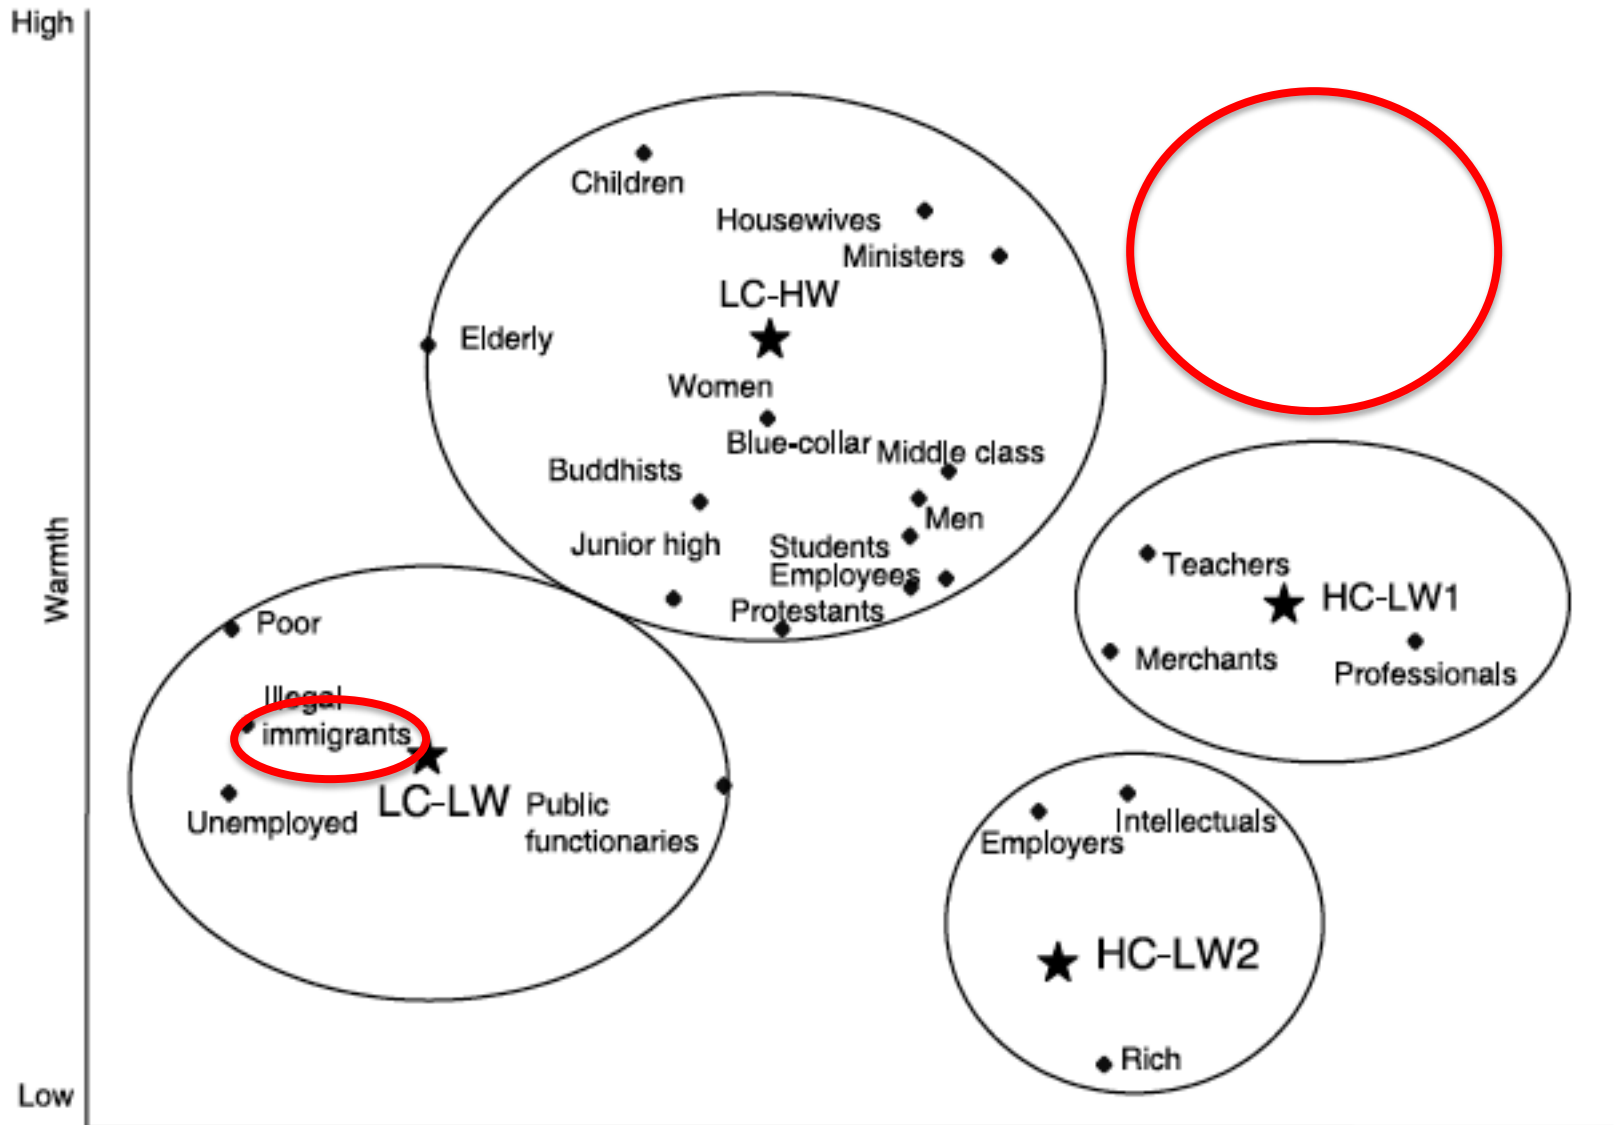 High
Children
Housewives
Ministers
LC-HW
Elderly
Women
Blue-collar
Middle class
Buddhists
Men
Junior high
Students
Employees
Protestants
Warmth
Teachers
HC-LW1
Merchants
Professionals
Poor
Illegal
immigrants
LC-LW
Unemployed
Public
functionaries
Intellectuals
Employers
HC-LW2
Rich
Low